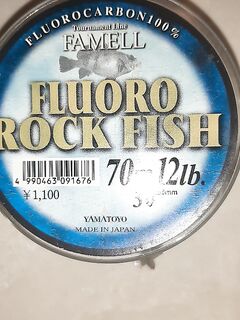 FLUOROCARBON100%
Tournament Line
FAMELL
FLUORO
ROCK FISH
70m 12lb.
4 990463 091676
¥1,100
YAMATOYO
MADE IN JAPAN